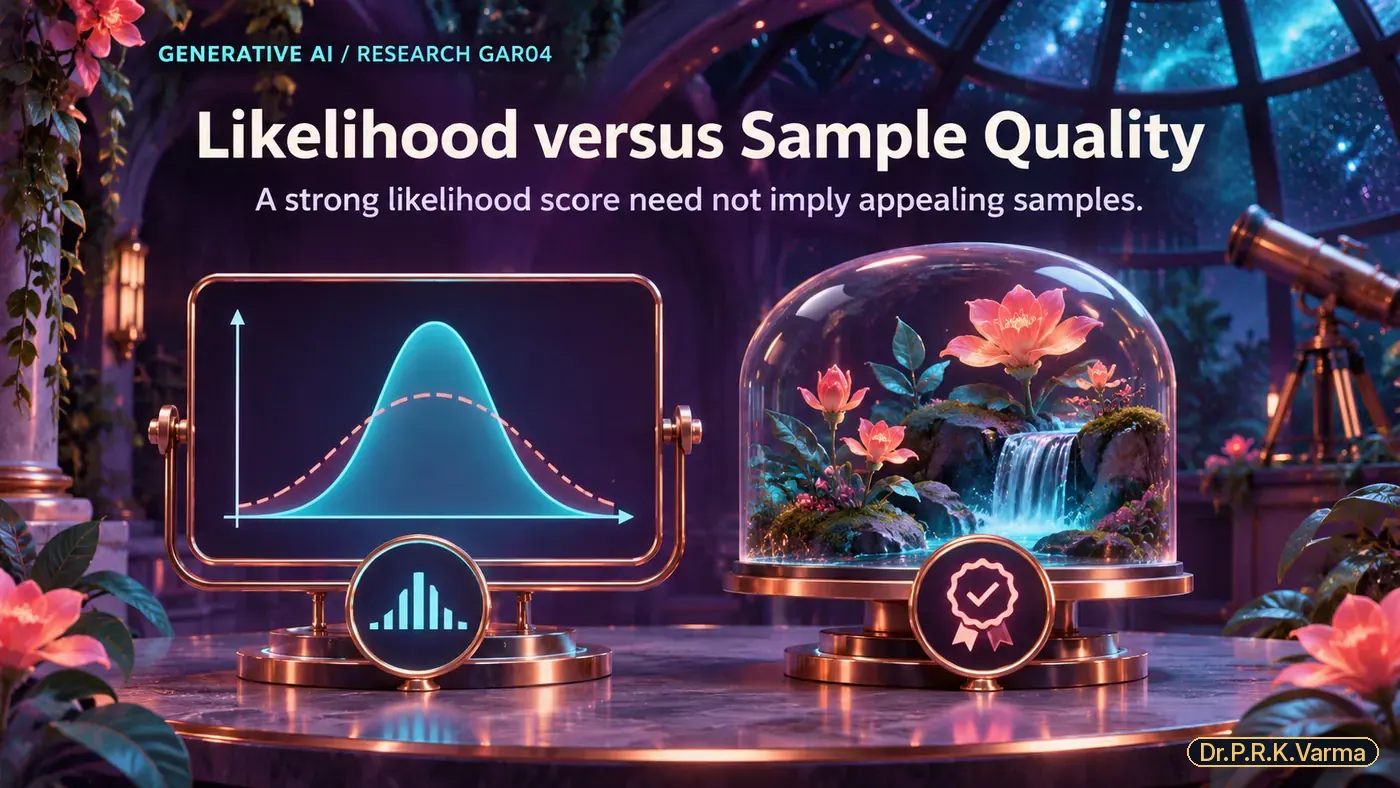 GENERATIVE AI / RESEARCH GAR04
Likelihood versus Sample Quality
A strong likelihood score need not imply appealing samples.
Dr.P.R.K.Varma